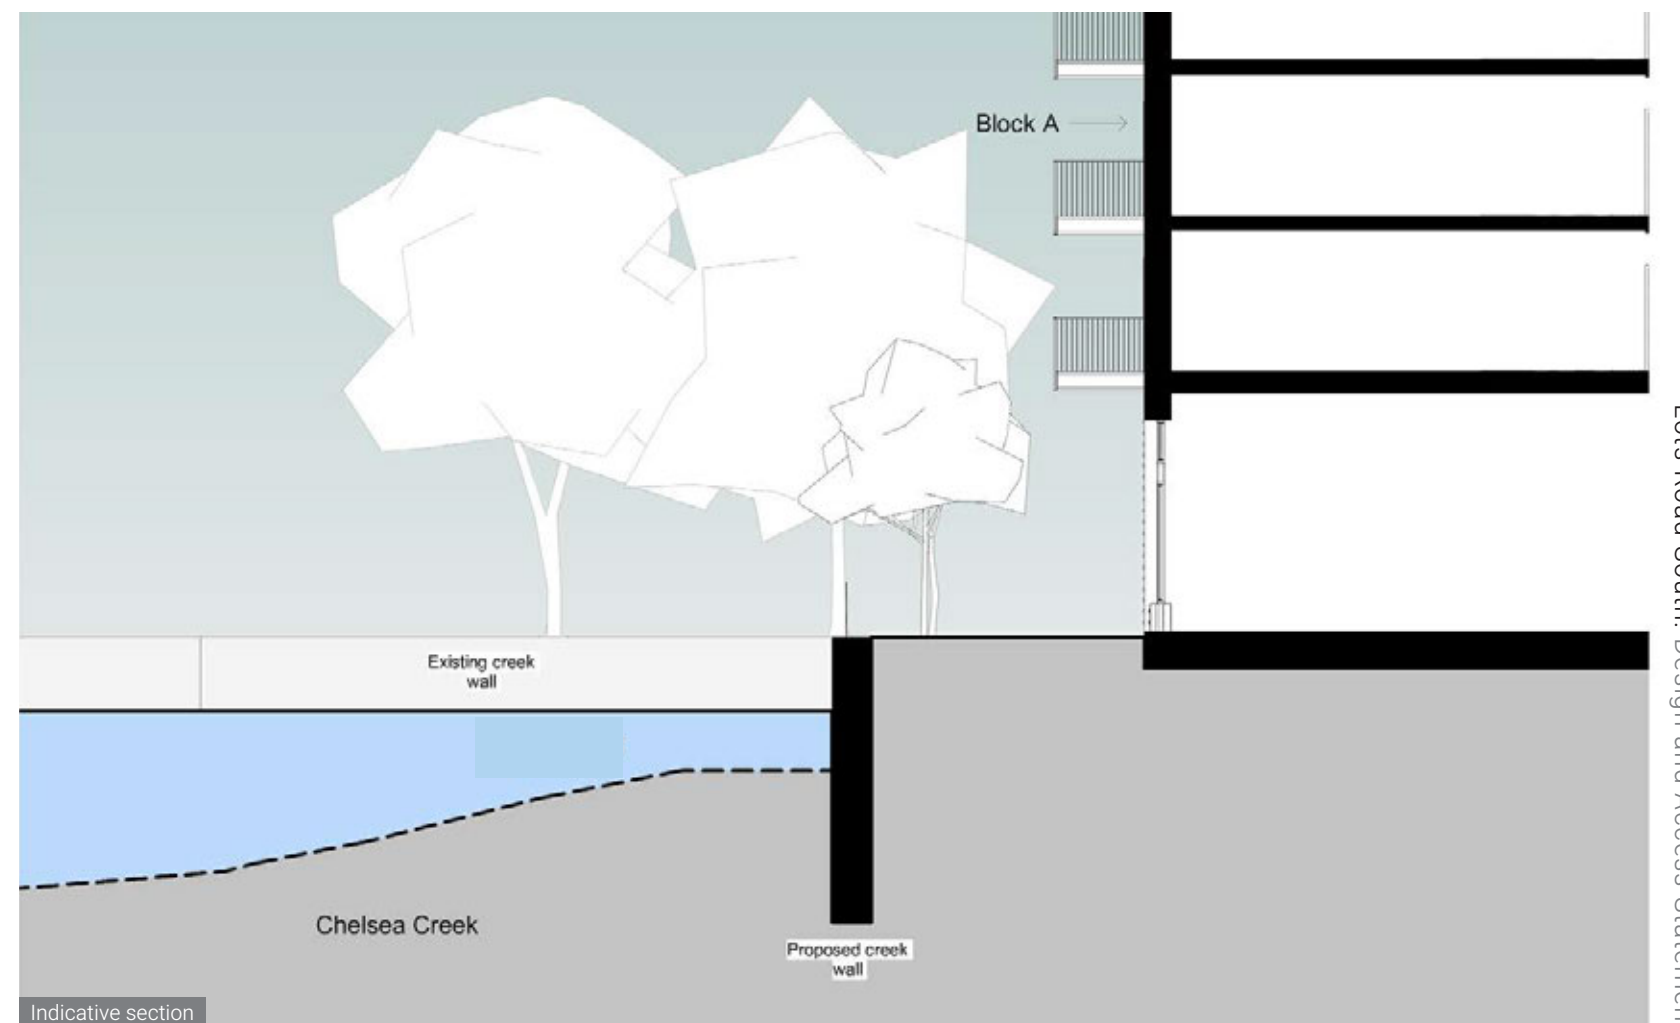 Block A
Existing creek
wall
Chelsea Creek
Proposed creek
wall
Indicative section
Lots Road South: Design and Access Statement